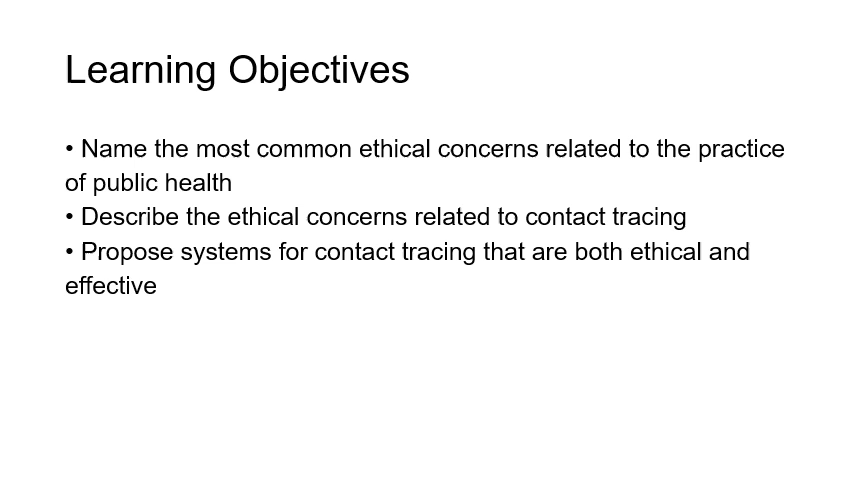 Learning Objectives
• Name the most common ethical concerns related to the practice
of public health
• Describe the ethical concerns related to contact tracing
• Propose systems for contact tracing that are both ethical and
effective